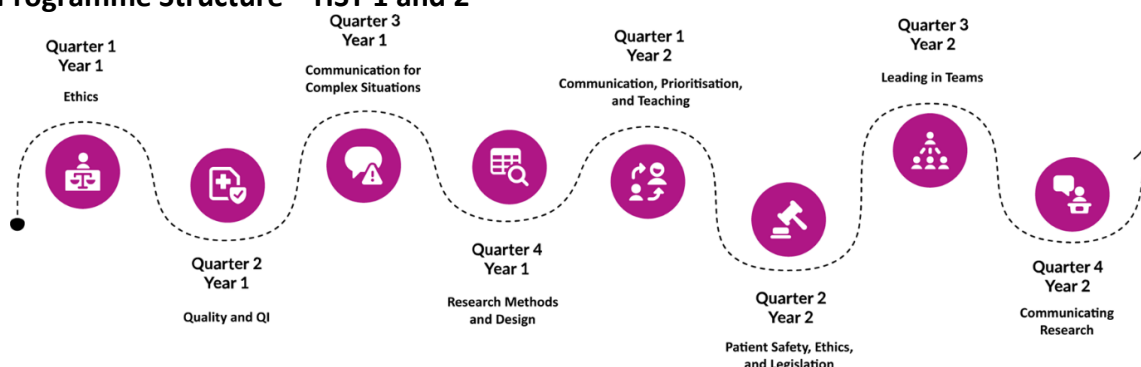 Programme Structure – HST 1 and 2
Quarter 1
Year 1
Ethics
Quarter 2
Year 1
Quality and QI
Quarter 3
Year 1
Communication for
Complex Situations
Quarter 4
Year 1
Research Methods
and Design
Quarter 1
Year 2
Communication, Prioritisation,
and Teaching
Quarter 2
Year 2
Patient Safety, Ethics,
and Legislation
Quarter 3
Year 2
Leading in Teams
Quarter 4
Year 2
Communicating
Research